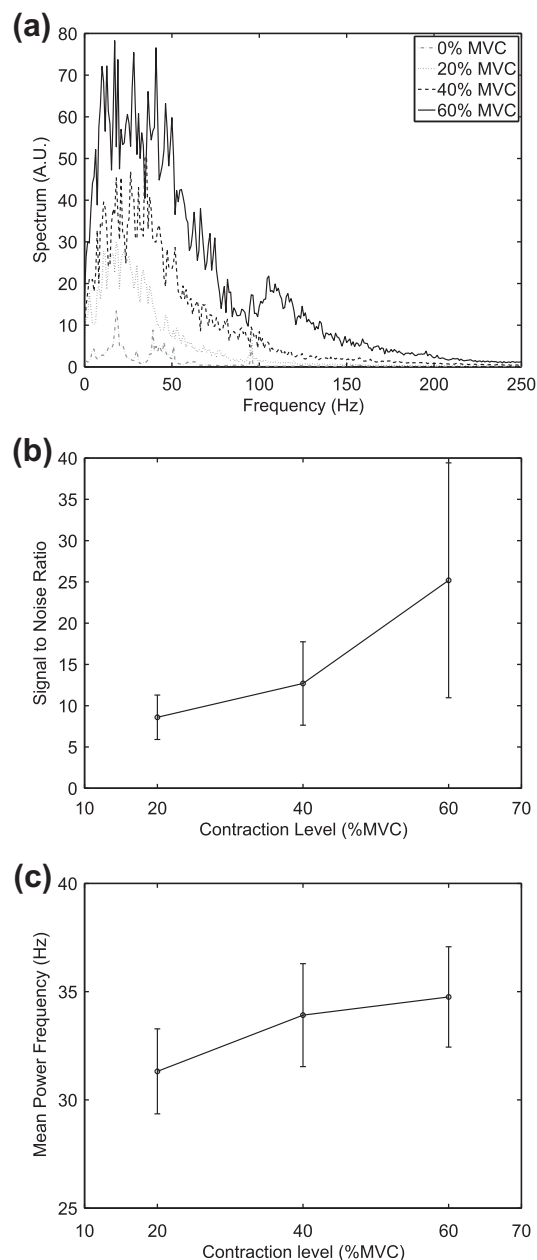 (a)
80
70
60
50
40
30
20
10
0
Spectrum (A.U.)
0% MVC
20% MVC
40% MVC
60% MVC
0 50 100 150 200 250
Frequency (Hz)
(b)
40
35
30
25
20
15
10
5
0
Signal to Noise Ratio
10 20 30 40 50 60 70
Contraction Level (%MVC)
(c)
40
35
30
25
Mean Power Frequency (Hz)
10 20 30 40 50 60 70
Contraction level (%MVC)